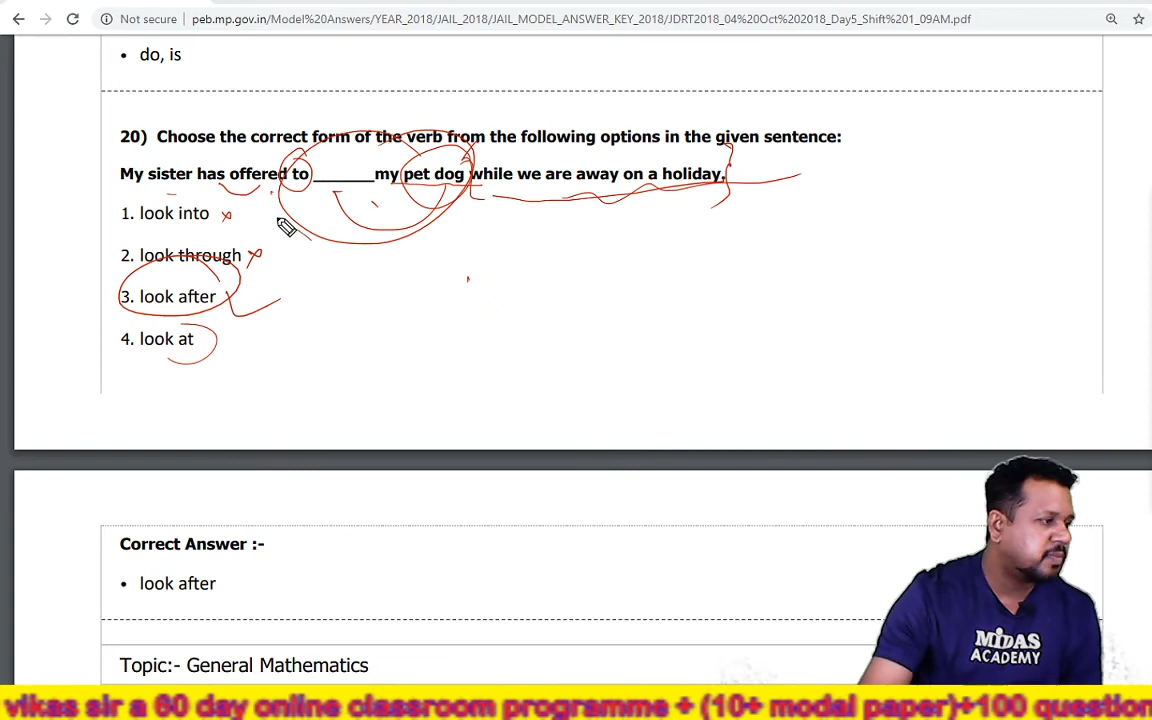 Not secure peb.mp.gov.in/Model%20Answers/YEAR_2018/JAIL_2018/JAIL_MODEL_ANSWER_KEY_2018/JDRT2018_04%20Oct%202018_Day5_Shift%201_09AM.pdf
• do, is
20) Choose the correct form of the verb from the following options in the given sentence:
My sister has offered to _______my pet dog while we are away on a holiday.
1. look into
2. look through
3. look after
4. look at
Correct Answer :-
• look after
MIDAS
ACADEMY
Topic:- General Mathematics
vikas sir a 60 day online classroom programme + (10+ modal paper)+100 question